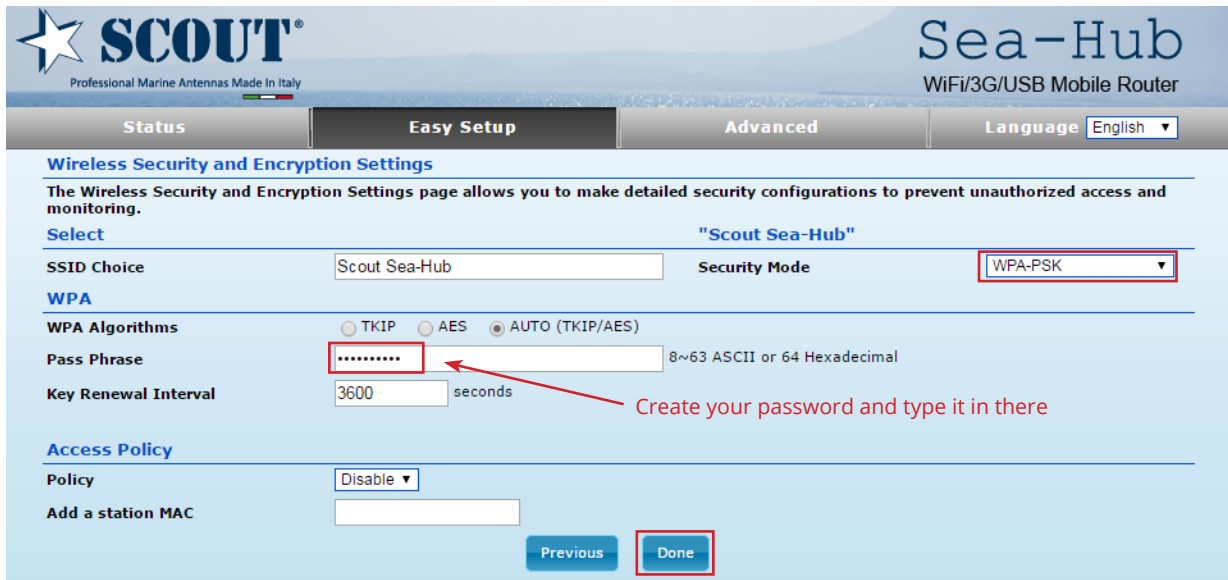 SCOUT®
Professional Marine Antennas Made In Italy
Sea-Hub
WiFi/3G/USB Mobile Router
Status Easy Setup Advanced Language English
Wireless Security and Encryption Settings
The Wireless Security and Encryption Settings page allows you to make detailed security configurations to prevent unauthorized access and
monitoring.
Select "Scout Sea-Hub"
SSID Choice Scout Sea-Hub Security Mode WPA-PSK
WPA
WPA Algorithms TKIP AES AUTO (TKIP/AES)
Pass Phrase •••••••••• 8~63 ASCII or 64 Hexadecimal
Key Renewal Interval 3600 seconds
Create your password and type it in there
Access Policy
Policy Disable
Add a station MAC
Previous Done